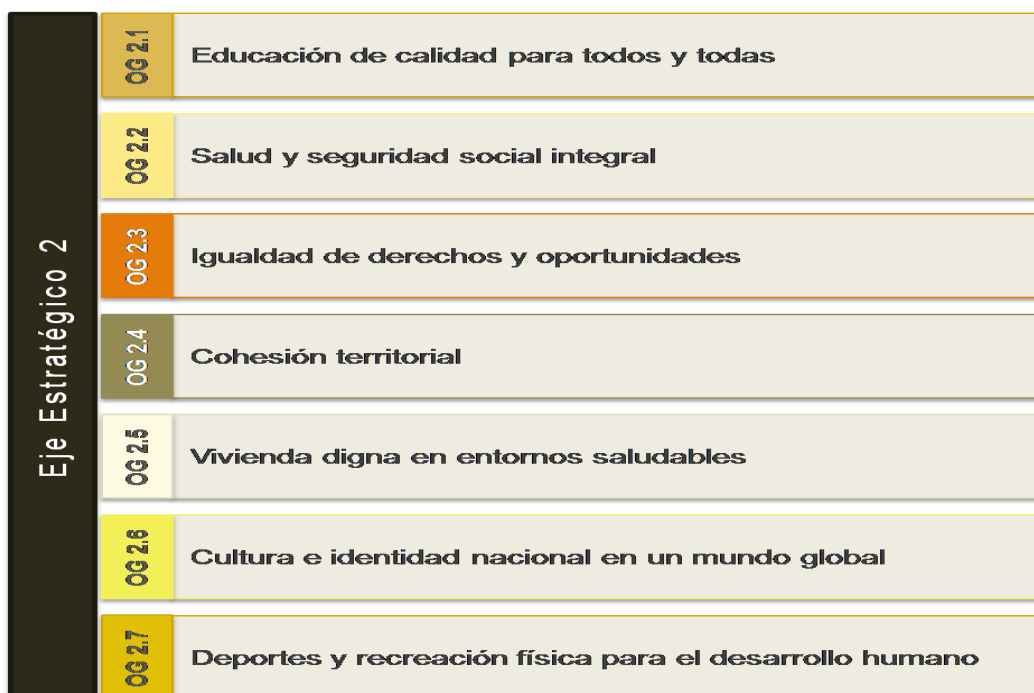 Eje Estratégico 2
OG 2.1
Educación de calidad para todos y todas
OG 2.2
Salud y seguridad social integral
OG 2.3
Igualdad de derechos y oportunidades
OG 2.4
Cohesión territorial
OG 2.5
Vivienda digna en entornos saludables
OG 2.6
Cultura e identidad nacional en un mundo global
OG 2.7
Deportes y recreación física para el desarrollo humano